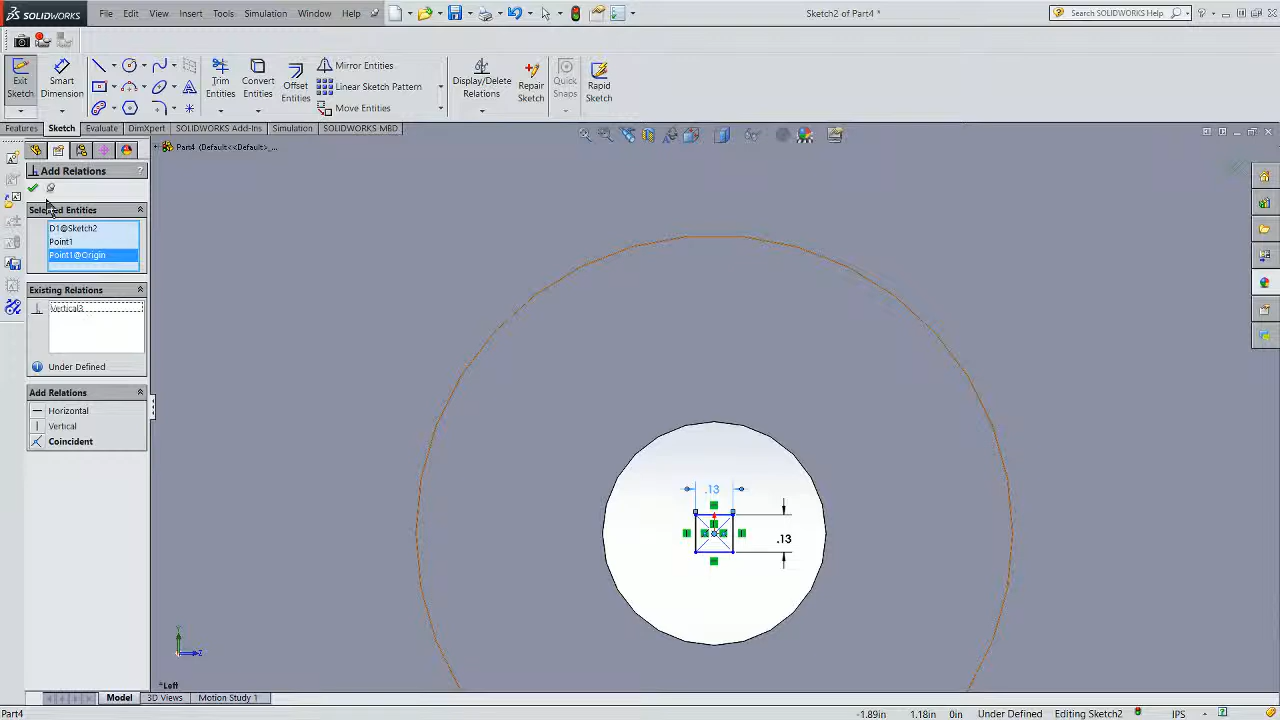 SOLIDWORKS File Edit View Insert Tools Simulation Window Help Sketch2 of Part4 * Search SOLIDWORKS Help
Exit Sketch
Smart Dimension
Trim Entities
Convert Entities
Offset Entities
Mirror Entities
Linear Sketch Pattern
Move Entities
Display/Delete Relations
Repair Sketch
Quick Snaps
Rapid Sketch
Features Sketch Evaluate DimXpert SOLIDWORKS Add-Ins Simulation SOLIDWORKS MBD
Part4 (Default<<Default>_...
Add Relations ?
Selected Entities
D1@Sketch2
Point1
Point1@Origin
Existing Relations
Vertical3
Under Defined
Add Relations
Horizontal
Vertical
Coincident
.13
.13
Y
Z
*Left
Model 3D Views Motion Study 1
Part4 -1.89in 1.18in 0in Under Defined Editing Sketch2 IPS